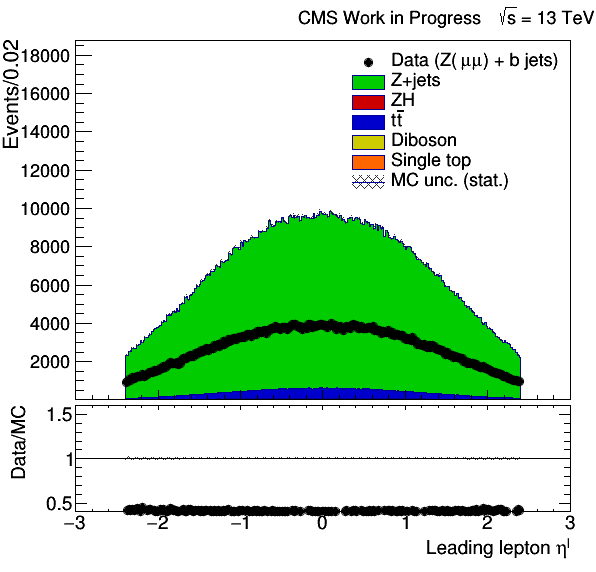 CMS Work in Progress √s = 13 TeV
Events/0.02
18000
16000
14000
12000
10000
8000
6000
4000
2000
Data (Z(μμ) + b jets)
Z+jets
ZH
tt̄
Diboson
Single top
MC unc. (stat.)
Data/MC
1.5
1
0.5
−3 −2 −1 0 1 2 3
Leading lepton ηˡ